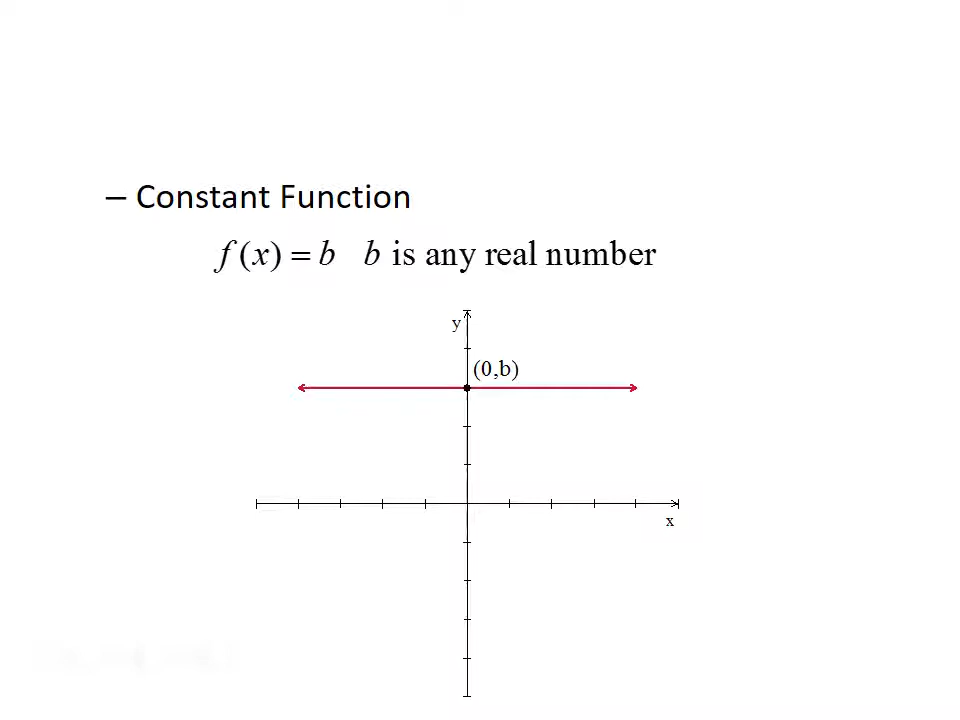 – Constant Function
f (x) = b b is any real number
y
(0,b)
x